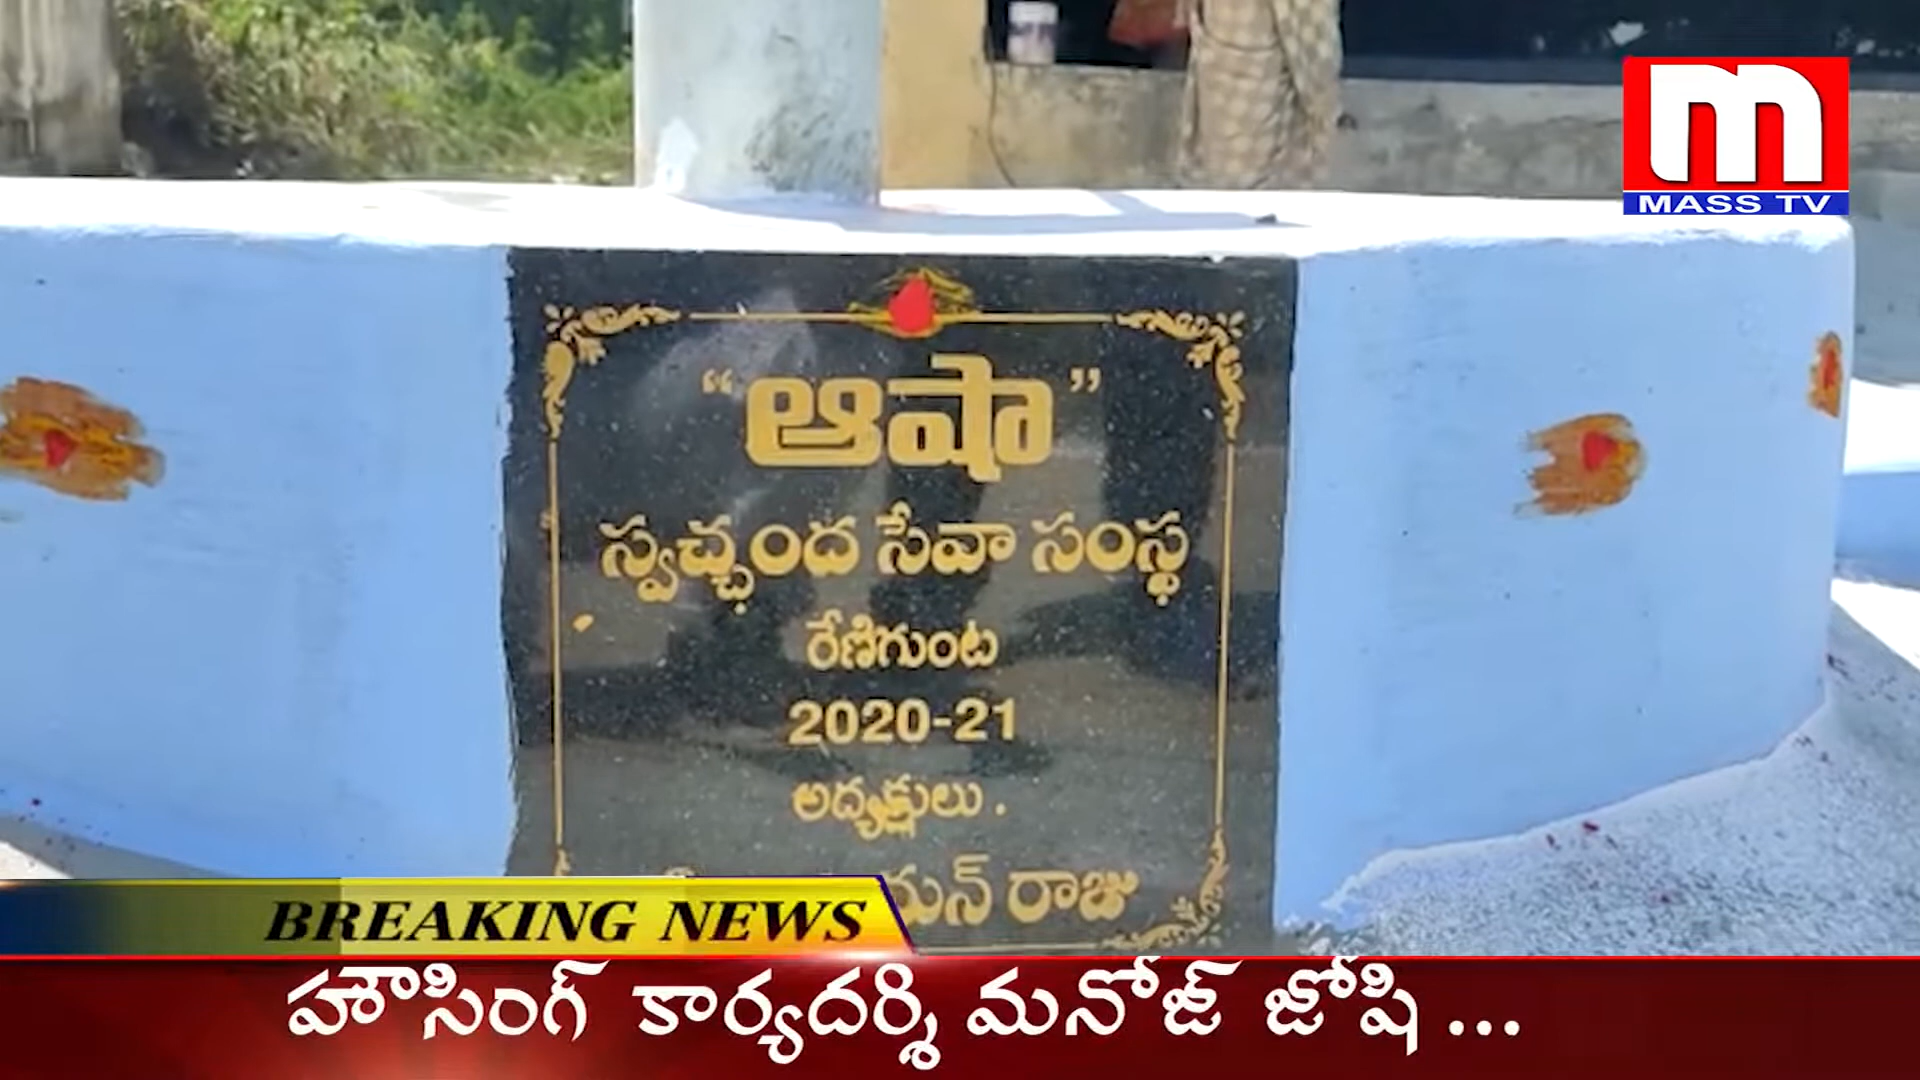 m
MASS TV
“ఆషా”
స్వచ్ఛంద సేవా సంస్థ
రేణిగుంట
2020-21
అధ్యక్షులు .
రాజు
BREAKING NEWS
హౌసింగ్ కార్యదర్శి మనోజ్ జోషి ...